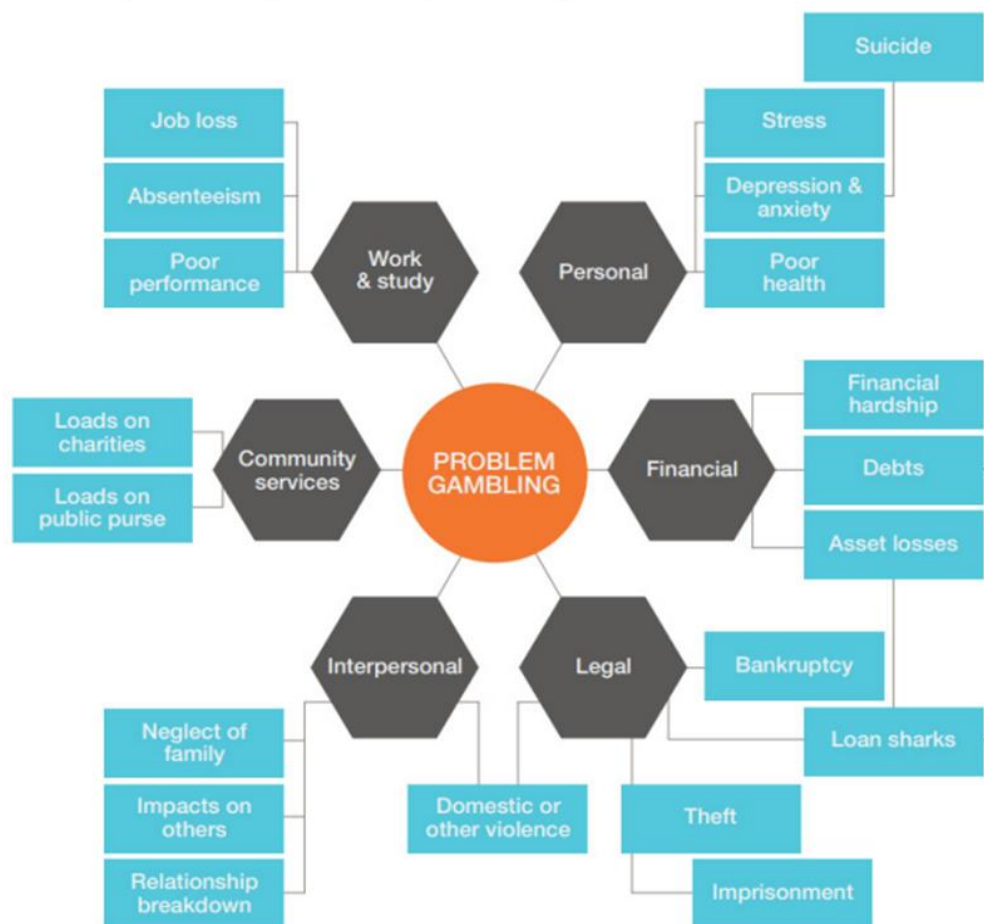 Suicide
Job loss
Absenteeism
Poor
performance
Work
& study
Personal
Stress
Depression &
anxiety
Poor
health
Loads on
charities
Loads on
public purse
Community
services
PROBLEM
GAMBLING
Financial
Financial
hardship
Debts
Asset losses
Interpersonal
Legal
Bankruptcy
Loan sharks
Neglect of
family
Impacts on
others
Relationship
breakdown
Domestic or
other violence
Theft
Imprisonment